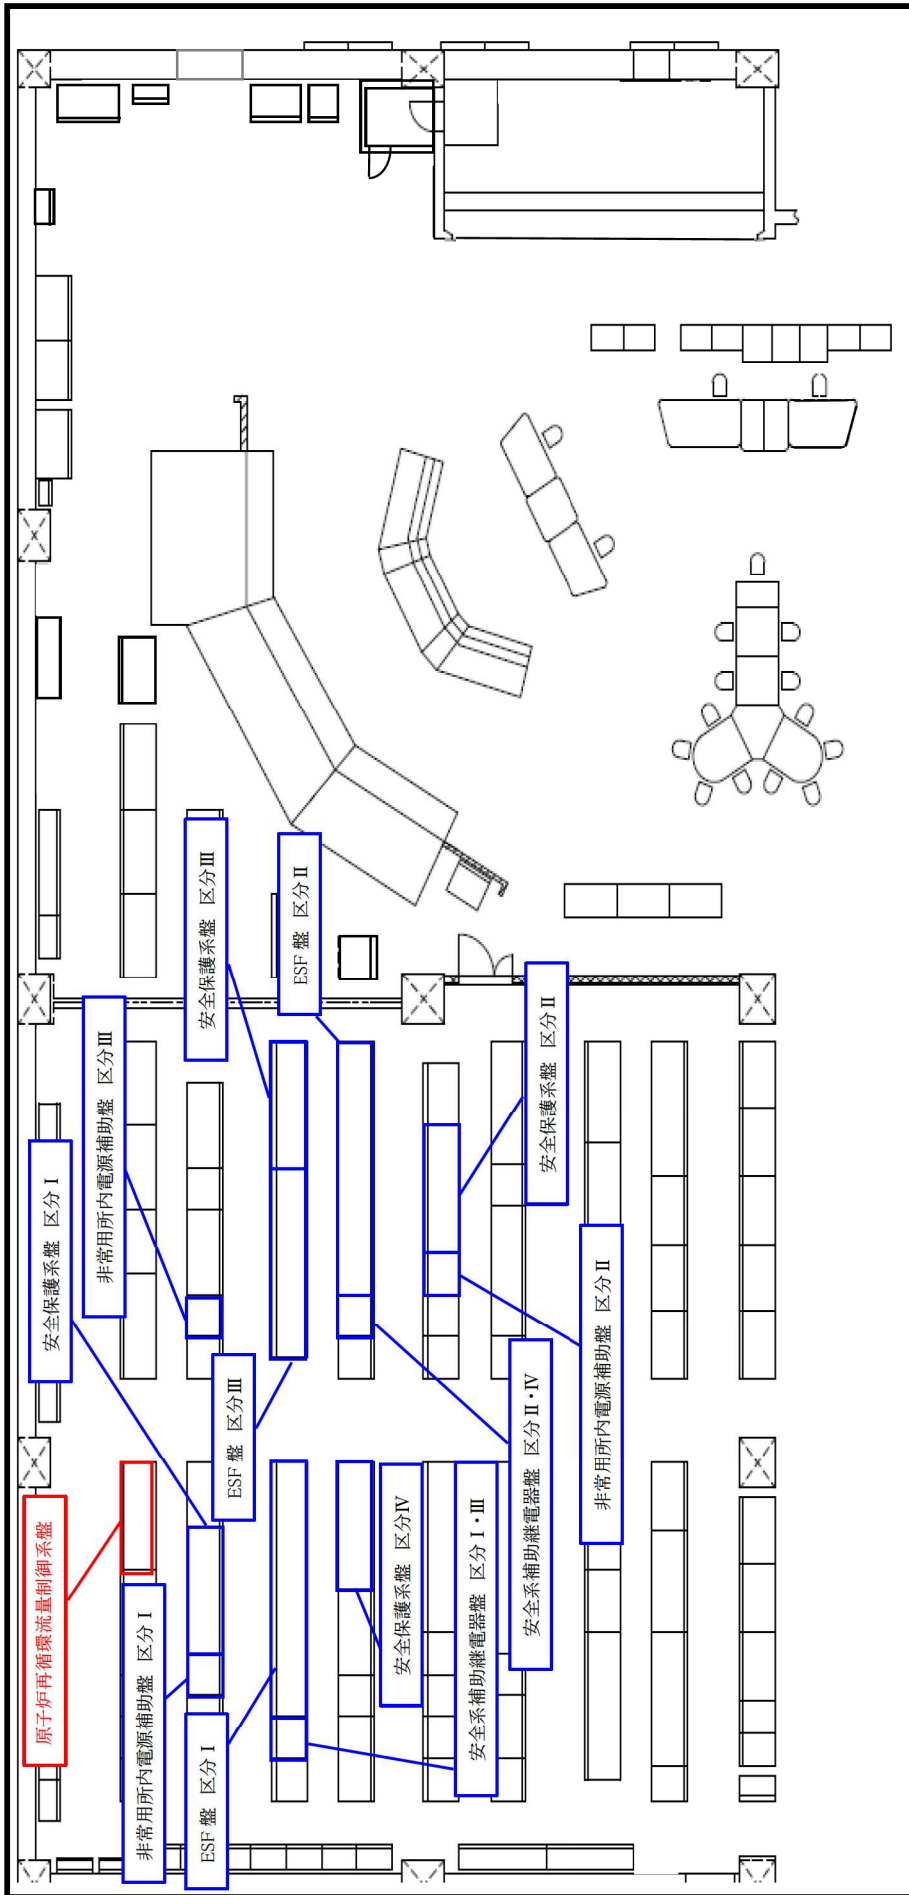 原子炉再循環流量制御系盤
安全保護系盤 区分Ⅰ
非常用所内電源補助盤 区分Ⅲ
安全保護系盤 区分Ⅲ
ESF盤 区分Ⅱ
非常用所内電源補助盤 区分Ⅰ
ESF盤 区分Ⅰ
ESF盤 区分Ⅲ
安全保護系盤 区分Ⅳ
安全系補助継電器盤 区分Ⅰ・Ⅲ
安全系補助継電器盤 区分Ⅱ・Ⅳ
安全保護系盤 区分Ⅱ
非常用所内電源補助盤 区分Ⅱ